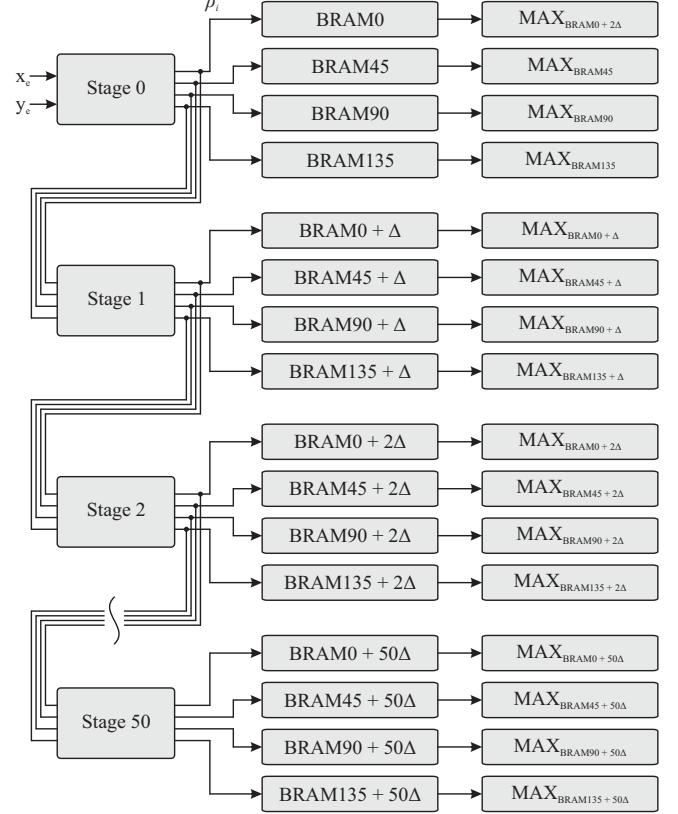 ρi
BRAM0 MAXBRAM0 + 2Δ
xe Stage 0 BRAM45 MAXBRAM45
ye BRAM90 MAXBRAM90
BRAM135 MAXBRAM135
BRAM0 + Δ MAXBRAM0 + Δ
Stage 1 BRAM45 + Δ MAXBRAM45 + Δ
BRAM90 + Δ MAXBRAM90 + Δ
BRAM135 + Δ MAXBRAM135 + Δ
BRAM0 + 2Δ MAXBRAM0 + 2Δ
Stage 2 BRAM45 + 2Δ MAXBRAM45 + 2Δ
BRAM90 + 2Δ MAXBRAM90 + 2Δ
BRAM135 + 2Δ MAXBRAM135 + 2Δ
BRAM0 + 50Δ MAXBRAM0 + 50Δ
Stage 50 BRAM45 + 50Δ MAXBRAM45 + 50Δ
BRAM90 + 50Δ MAXBRAM90 + 50Δ
BRAM135 + 50Δ MAXBRAM135 + 50Δ